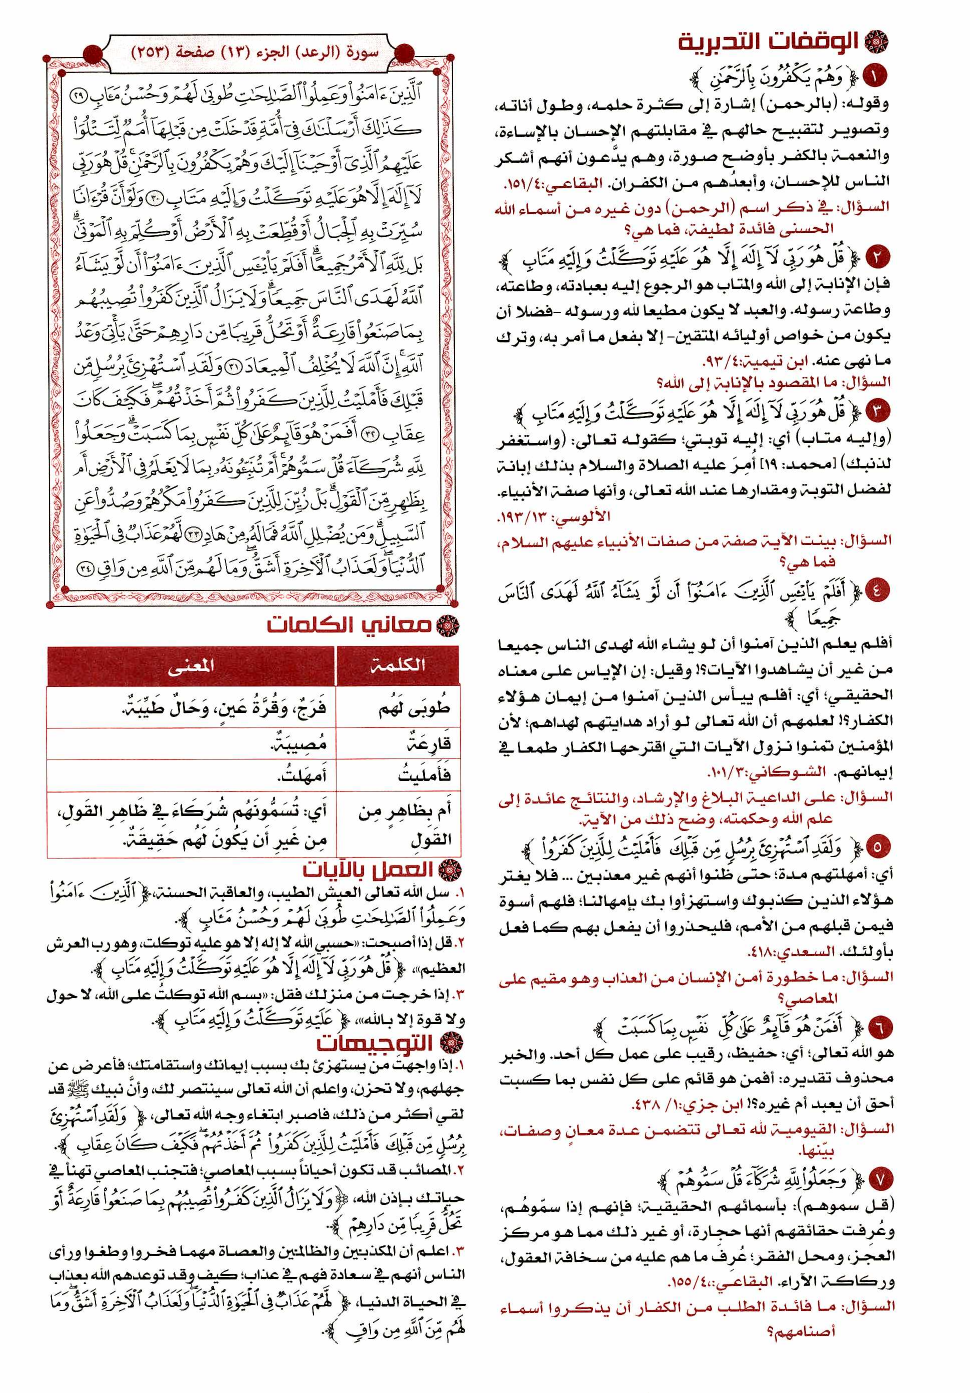 الوقفات التدبرية
١ ﴿ وَهُمْ يَكْفُرُونَ بِالرَّحْمَٰنِ ﴾
وقوله: (بالرحمن) إشارة إلى كثرة حلمه، وطول أناته،
وتصوير لتقبيح حالهم في مقابلتهم الإحسان بالإساءة،
والنعمة بالكفر بأوضح صورة، وهم يدَّعون أنهم أشكر
الناس للإحسان، وأبعدُهم من الكفران. البقاعي:١٥١/٤.
السؤال: في ذكر اسم (الرحمن) دون غيره من أسماء الله
الحسنى فائدة لطيفة، فما هي؟
٢ ﴿ قُلْ هُوَ رَبِّي لَآ إِلَٰهَ إِلَّا هُوَ عَلَيْهِ تَوَكَّلْتُ وَإِلَيْهِ مَتَابِ ﴾
فإن الإنابة إلى الله والمتاب هو الرجوع إليه بعبادته، وطاعته،
وطاعة رسوله. والعبد لا يكون مطيعا لله ورسوله -فضلا أن
يكون من خواص أوليائه المتقين- إلا بفعل ما أمر به، وترك
ما نهى عنه. ابن تيمية:٩٣/٤.
السؤال: ما المقصود بالإنابة إلى الله؟
٣ ﴿ قُلْ هُوَ رَبِّي لَآ إِلَٰهَ إِلَّا هُوَ عَلَيْهِ تَوَكَّلْتُ وَإِلَيْهِ مَتَابِ ﴾
(وإليه متاب) أي: إليه توبتي؛ كقوله تعالى: (واستغفر
لذنبك) [محمد: ١٩] أُمِرَ عليه الصلاة والسلام بذلك إبانة
لفضل التوبة ومقدارها عند الله تعالى، وأنها صفة الأنبياء.
الألوسي: ١٩٣/١٣.
السؤال: بينت الآية صفة من صفات الأنبياء عليهم السلام،
فما هي؟
٤ ﴿ أَفَلَمْ يَا۟يْـَٔسِ ٱلَّذِينَ ءَامَنُوٓا۟ أَن لَّوْ يَشَآءُ ٱللَّهُ لَهَدَى ٱلنَّاسَ
جَمِيعًا ﴾
أفلم يعلم الذين آمنوا أن لو يشاء الله لهدى الناس جميعا
من غير أن يشاهدوا الآيات؟! وقيل: إن الإياس على معناه
الحقيقي؛ أي: أفلم ييأس الذين آمنوا من إيمان هؤلاء
الكفار؟! لعلمهم أن الله تعالى لو أراد هدايتهم لهداهم؛ لأن
المؤمنين تمنوا نزول الآيات التي اقترحها الكفار طمعا في
إيمانهم. الشوكاني:١٠١/٣.
السؤال: على الداعية البلاغ والإرشاد، والنتائج عائدة إلى
علم الله وحكمته، وضح ذلك من الآية.
٥ ﴿ وَلَقَدِ ٱسْتُهْزِئَ بِرُسُلٍ مِّن قَبْلِكَ فَأَمْلَيْتُ لِلَّذِينَ كَفَرُوا۟ ﴾
أي: أمهلتهم مدة؛ حتى ظنوا أنهم غير معذبين ... فلا يغتر
هؤلاء الذين كذبوك واستهزأوا بك بإمهالنا؛ فلهم أسوة
فيمن قبلهم من الأمم، فليحذروا أن يفعل بهم كما فعل
بأولئك. السعدي:٤١٨.
السؤال: ما خطورة أمن الإنسان من العذاب وهو مقيم على
المعاصي؟
٦ ﴿ أَفَمَنْ هُوَ قَآئِمٌ عَلَىٰ كُلِّ نَفْسٍۭ بِمَا كَسَبَتْ ﴾
هو الله تعالى؛ أي: حفيظ، رقيب على عمل كل أحد. والخبر
محذوف تقديره: أفمن هو قائم على كل نفس بما كسبت
أحق أن يعبد أم غيره؟! ابن جزي:١/ ٤٣٨.
السؤال: القيومية لله تعالى تتضمن عدة معانٍ وصفات،
بيّنها.
٧ ﴿ وَجَعَلُوا۟ لِلَّهِ شُرَكَآءَ قُلْ سَمُّوهُمْ ﴾
(قل سموهم): بأسمائهم الحقيقية؛ فإنهم إذا سمّوهُم،
وعُرِفت حقائقهم أنها حجارة، أو غير ذلك مما هو مركز
العجز، ومحل الفقر؛ عُرِف ما هم عليه من سخافة العقول،
وركاكة الآراء. البقاعي:١٥٥/٤.
السؤال: ما فائدة الطلب من الكفار أن يذكروا أسماء
أصنامهم؟
سورة (الرعد) الجزء (١٣) صفحة (٢٥٣)
ٱلَّذِينَ ءَامَنُوا۟ وَعَمِلُوا۟ ٱلصَّٰلِحَٰتِ طُوبَىٰ لَهُمْ وَحُسْنُ مَـَٔابٍ ٢٩
كَذَٰلِكَ أَرْسَلْنَٰكَ فِىٓ أُمَّةٍ قَدْ خَلَتْ مِن قَبْلِهَآ أُمَمٌ لِّتَتْلُوَا۟
عَلَيْهِمُ ٱلَّذِىٓ أَوْحَيْنَآ إِلَيْكَ وَهُمْ يَكْفُرُونَ بِٱلرَّحْمَٰنِ ۚ قُلْ هُوَ رَبِّى
لَآ إِلَٰهَ إِلَّا هُوَ عَلَيْهِ تَوَكَّلْتُ وَإِلَيْهِ مَتَابِ ٣٠ وَلَوْ أَنَّ قُرْءَانًا
سُيِّرَتْ بِهِ ٱلْجِبَالُ أَوْ قُطِّعَتْ بِهِ ٱلْأَرْضُ أَوْ كُلِّمَ بِهِ ٱلْمَوْتَىٰ ۗ
بَل لِّلَّهِ ٱلْأَمْرُ جَمِيعًا ۗ أَفَلَمْ يَا۟يْـَٔسِ ٱلَّذِينَ ءَامَنُوٓا۟ أَن لَّوْ يَشَآءُ
ٱللَّهُ لَهَدَى ٱلنَّاسَ جَمِيعًا ۗ وَلَا يَزَالُ ٱلَّذِينَ كَفَرُوا۟ تُصِيبُهُم
بِمَا صَنَعُوا۟ قَارِعَةٌ أَوْ تَحُلُّ قَرِيبًا مِّن دَارِهِمْ حَتَّىٰ يَأْتِىَ وَعْدُ
ٱللَّهِ ۚ إِنَّ ٱللَّهَ لَا يُخْلِفُ ٱلْمِيعَادَ ٣١ وَلَقَدِ ٱسْتُهْزِئَ بِرُسُلٍ مِّن
قَبْلِكَ فَأَمْلَيْتُ لِلَّذِينَ كَفَرُوا۟ ثُمَّ أَخَذْتُهُمْ ۖ فَكَيْفَ كَانَ
عِقَابِ ٣٢ أَفَمَنْ هُوَ قَآئِمٌ عَلَىٰ كُلِّ نَفْسٍۭ بِمَا كَسَبَتْ ۗ وَجَعَلُوا۟
لِلَّهِ شُرَكَآءَ قُلْ سَمُّوهُمْ ۚ أَمْ تُنَبِّـُٔونَهُۥ بِمَا لَا يَعْلَمُ فِى ٱلْأَرْضِ أَم
بِظَٰهِرٍ مِّنَ ٱلْقَوْلِ ۗ بَلْ زُيِّنَ لِلَّذِينَ كَفَرُوا۟ مَكْرُهُمْ وَصُدُّوا۟ عَنِ
ٱلسَّبِيلِ ۗ وَمَن يُضْلِلِ ٱللَّهُ فَمَا لَهُۥ مِنْ هَادٍ ٣٣ لَّهُمْ عَذَابٌ فِى ٱلْحَيَوٰةِ
ٱلدُّنْيَا ۖ وَلَعَذَابُ ٱلْـَٔاخِرَةِ أَشَقُّ ۖ وَمَا لَهُم مِّنَ ٱللَّهِ مِن وَاقٍ ٣٤
معاني الكلمات
الكلمة المعنى
طُوبَى لَهُم فَرَجٌ، وَقُرَّةُ عَينٍ، وَحَالٌ طَيِّبَةٌ.
قَارِعَةٌ مُصِيبَةٌ.
فَأَملَيتُ أَمهَلتُ.
أَم بِظَاهِرٍ مِن أَي: تُسَمُّونَهُم شُرَكَاءَ فِي ظَاهِرِ القَولِ،
القَولِ مِن غَيرِ أَن يَكُونَ لَهُم حَقِيقَةٌ.
العمل بالآيات
١. سل الله تعالى العيش الطيب، والعاقبة الحسنة، ﴿ ٱلَّذِينَ ءَامَنُوا۟
وَعَمِلُوا۟ ٱلصَّٰلِحَٰتِ طُوبَىٰ لَهُمْ وَحُسْنُ مَـَٔابٍ ﴾.
٢. قل إذا أصبحت: «حسبي الله لا إله إلا هو عليه توكلت، وهو رب العرش
العظيم»، ﴿ قُلْ هُوَ رَبِّي لَآ إِلَٰهَ إِلَّا هُوَ عَلَيْهِ تَوَكَّلْتُ وَإِلَيْهِ مَتَابِ ﴾.
٣. إذا خرجت من منزلك فقل: «بسم الله توكلتُ على الله، لا حول
ولا قوة إلا بالله»، ﴿ عَلَيْهِ تَوَكَّلْتُ وَإِلَيْهِ مَتَابِ ﴾.
التوجيهات
١. إذا واجهتَ من يستهزئ بك بسبب إيمانك واستقامتك؛ فأعرض عن
جهلهم، ولا تحزن، واعلم أن الله تعالى سينتصر لك، وأنَّ نبيك ﷺ قد
لقي أكثر من ذلك، فاصبر ابتغاء وجه الله تعالى، ﴿ وَلَقَدِ ٱسْتُهْزِئَ
بِرُسُلٍ مِّن قَبْلِكَ فَأَمْلَيْتُ لِلَّذِينَ كَفَرُوا۟ ثُمَّ أَخَذْتُهُمْ ۖ فَكَيْفَ كَانَ عِقَابِ ﴾.
٢. المصائب قد تكون أحياناً بسبب المعاصي؛ فتجنب المعاصي تهنأ في
حياتك بإذن الله، ﴿ وَلَا يَزَالُ ٱلَّذِينَ كَفَرُوا۟ تُصِيبُهُم بِمَا صَنَعُوا۟ قَارِعَةٌ أَوْ
تَحُلُّ قَرِيبًا مِّن دَارِهِمْ ﴾.
٣. اعلم أن المكذبين والظالمين والعصاة مهما فخروا وطغوا ورأى
الناس أنهم في سعادة فهم في عذاب؛ كيف وقد توعدهم الله بعذاب
في الحياة الدنيا، ﴿ لَّهُمْ عَذَابٌ فِى ٱلْحَيَوٰةِ ٱلدُّنْيَا ۖ وَلَعَذَابُ ٱلْـَٔاخِرَةِ أَشَقُّ ۖ وَمَا
لَهُم مِّنَ ٱللَّهِ مِن وَاقٍ ﴾.